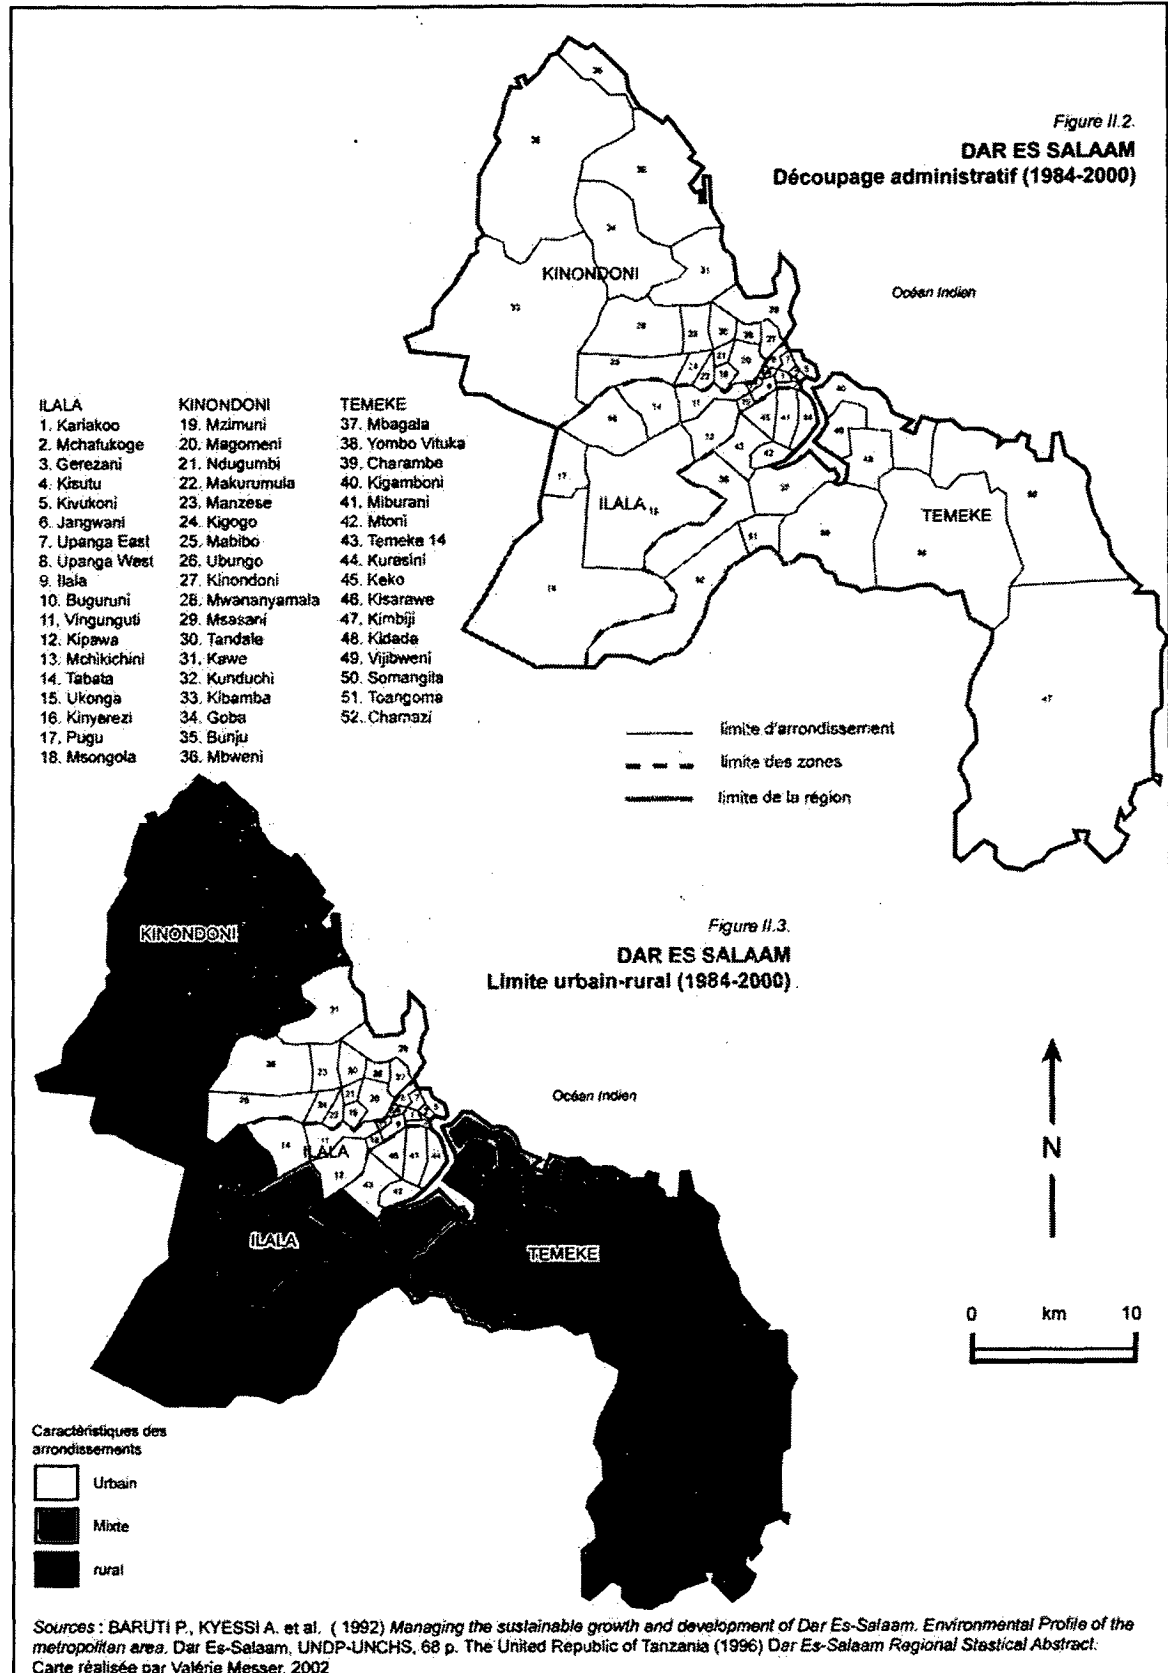 Figure II.2.
DAR ES SALAAM
Découpage administratif (1984-2000)
Océan Indien
KINONDONI
ILALA
TEMEKE
ILALA
1. Kariakoo
2. Mchafukoge
3. Gerezani
4. Kisutu
5. Kivukoni
6. Jangwani
7. Upanga East
8. Upanga West
9. Ilala
10. Buguruni
11. Vingunguti
12. Kipawa
13. Mchikichini
14. Tabata
15. Ukonga
16. Kinyerezi
17. Pugu
18. Msongola
KINONDONI
19. Mzimuni
20. Magomeni
21. Ndugumbi
22. Makurumula
23. Manzese
24. Kigogo
25. Mabibo
26. Ubungo
27. Kinondoni
28. Mwananyamala
29. Msasani
30. Tandale
31. Kawe
32. Kunduchi
33. Kibamba
34. Goba
35. Bunju
36. Mbweni
TEMEKE
37. Mbagala
38. Yombo Vituka
39. Charambe
40. Kigamboni
41. Miburani
42. Mtoni
43. Temeke 14
44. Kurasini
45. Keko
46. Kisarawe
47. Kimbiji
48. Kidada
49. Vijibweni
50. Somangila
51. Toangoma
52. Chamazi
limite d'arrondissement
limite des zones
limite de la région
Figure II.3.
DAR ES SALAAM
Limite urbain-rural (1984-2000)
Océan Indien
KINONDONI
ILALA
ILALA
TEMEKE
N
0 km 10
Caractéristiques des
arrondissements
Urbain
Mixte
rural
Sources : BARUTI P., KYESSI A. et al. ( 1992) Managing the sustainable growth and development of Dar Es-Salaam. Environmental Profile of the
metropolitan area. Dar Es-Salaam, UNDP-UNCHS, 68 p. The United Republic of Tanzania (1996) Dar Es-Salaam Regional Stastical Abstract.
Carte réalisée par Valérie Messer, 2002